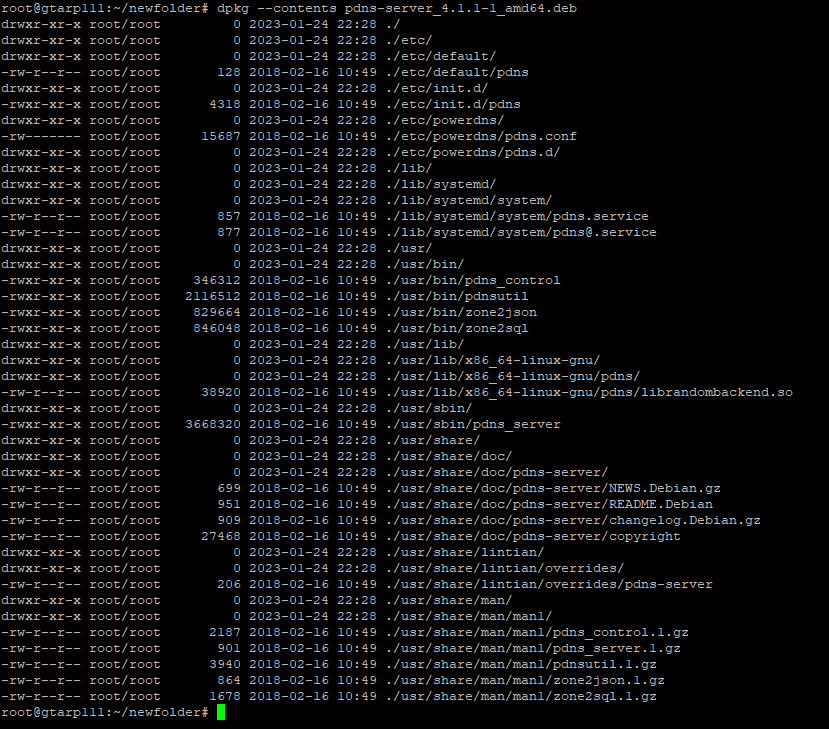 root@gtarp111:~/newfolder# dpkg --contents pdns-server_4.1.1-1_amd64.deb
drwxr-xr-x root/root         0 2023-01-24 22:28 ./
drwxr-xr-x root/root         0 2023-01-24 22:28 ./etc/
drwxr-xr-x root/root         0 2023-01-24 22:28 ./etc/default/
-rw-r--r-- root/root       128 2018-02-16 10:49 ./etc/default/pdns
drwxr-xr-x root/root         0 2023-01-24 22:28 ./etc/init.d/
-rwxr-xr-x root/root      4318 2018-02-16 10:49 ./etc/init.d/pdns
drwxr-xr-x root/root         0 2023-01-24 22:28 ./etc/powerdns/
-rw------- root/root     15687 2018-02-16 10:49 ./etc/powerdns/pdns.conf
drwxr-xr-x root/root         0 2023-01-24 22:28 ./etc/powerdns/pdns.d/
drwxr-xr-x root/root         0 2023-01-24 22:28 ./lib/
drwxr-xr-x root/root         0 2023-01-24 22:28 ./lib/systemd/
drwxr-xr-x root/root         0 2023-01-24 22:28 ./lib/systemd/system/
-rw-r--r-- root/root       857 2018-02-16 10:49 ./lib/systemd/system/pdns.service
-rw-r--r-- root/root       877 2018-02-16 10:49 ./lib/systemd/system/pdns@.service
drwxr-xr-x root/root         0 2023-01-24 22:28 ./usr/
drwxr-xr-x root/root         0 2023-01-24 22:28 ./usr/bin/
-rwxr-xr-x root/root    346312 2018-02-16 10:49 ./usr/bin/pdns_control
-rwxr-xr-x root/root   2116512 2018-02-16 10:49 ./usr/bin/pdnsutil
-rwxr-xr-x root/root    829664 2018-02-16 10:49 ./usr/bin/zone2json
-rwxr-xr-x root/root    846048 2018-02-16 10:49 ./usr/bin/zone2sql
drwxr-xr-x root/root         0 2023-01-24 22:28 ./usr/lib/
drwxr-xr-x root/root         0 2023-01-24 22:28 ./usr/lib/x86_64-linux-gnu/
drwxr-xr-x root/root         0 2023-01-24 22:28 ./usr/lib/x86_64-linux-gnu/pdns/
-rw-r--r-- root/root     38920 2018-02-16 10:49 ./usr/lib/x86_64-linux-gnu/pdns/librandombackend.so
drwxr-xr-x root/root         0 2023-01-24 22:28 ./usr/sbin/
-rwxr-xr-x root/root   3668320 2018-02-16 10:49 ./usr/sbin/pdns_server
drwxr-xr-x root/root         0 2023-01-24 22:28 ./usr/share/
drwxr-xr-x root/root         0 2023-01-24 22:28 ./usr/share/doc/
drwxr-xr-x root/root         0 2023-01-24 22:28 ./usr/share/doc/pdns-server/
-rw-r--r-- root/root       699 2018-02-16 10:49 ./usr/share/doc/pdns-server/NEWS.Debian.gz
-rw-r--r-- root/root       951 2018-02-16 10:49 ./usr/share/doc/pdns-server/README.Debian
-rw-r--r-- root/root       909 2018-02-16 10:49 ./usr/share/doc/pdns-server/changelog.Debian.gz
-rw-r--r-- root/root     27468 2018-02-16 10:49 ./usr/share/doc/pdns-server/copyright
drwxr-xr-x root/root         0 2023-01-24 22:28 ./usr/share/lintian/
drwxr-xr-x root/root         0 2023-01-24 22:28 ./usr/share/lintian/overrides/
-rw-r--r-- root/root       206 2018-02-16 10:49 ./usr/share/lintian/overrides/pdns-server
drwxr-xr-x root/root         0 2023-01-24 22:28 ./usr/share/man/
drwxr-xr-x root/root         0 2023-01-24 22:28 ./usr/share/man/man1/
-rw-r--r-- root/root      2187 2018-02-16 10:49 ./usr/share/man/man1/pdns_control.1.gz
-rw-r--r-- root/root       901 2018-02-16 10:49 ./usr/share/man/man1/pdns_server.1.gz
-rw-r--r-- root/root      3940 2018-02-16 10:49 ./usr/share/man/man1/pdnsutil.1.gz
-rw-r--r-- root/root       864 2018-02-16 10:49 ./usr/share/man/man1/zone2json.1.gz
-rw-r--r-- root/root      1678 2018-02-16 10:49 ./usr/share/man/man1/zone2sql.1.gz
root@gtarp111:~/newfolder#